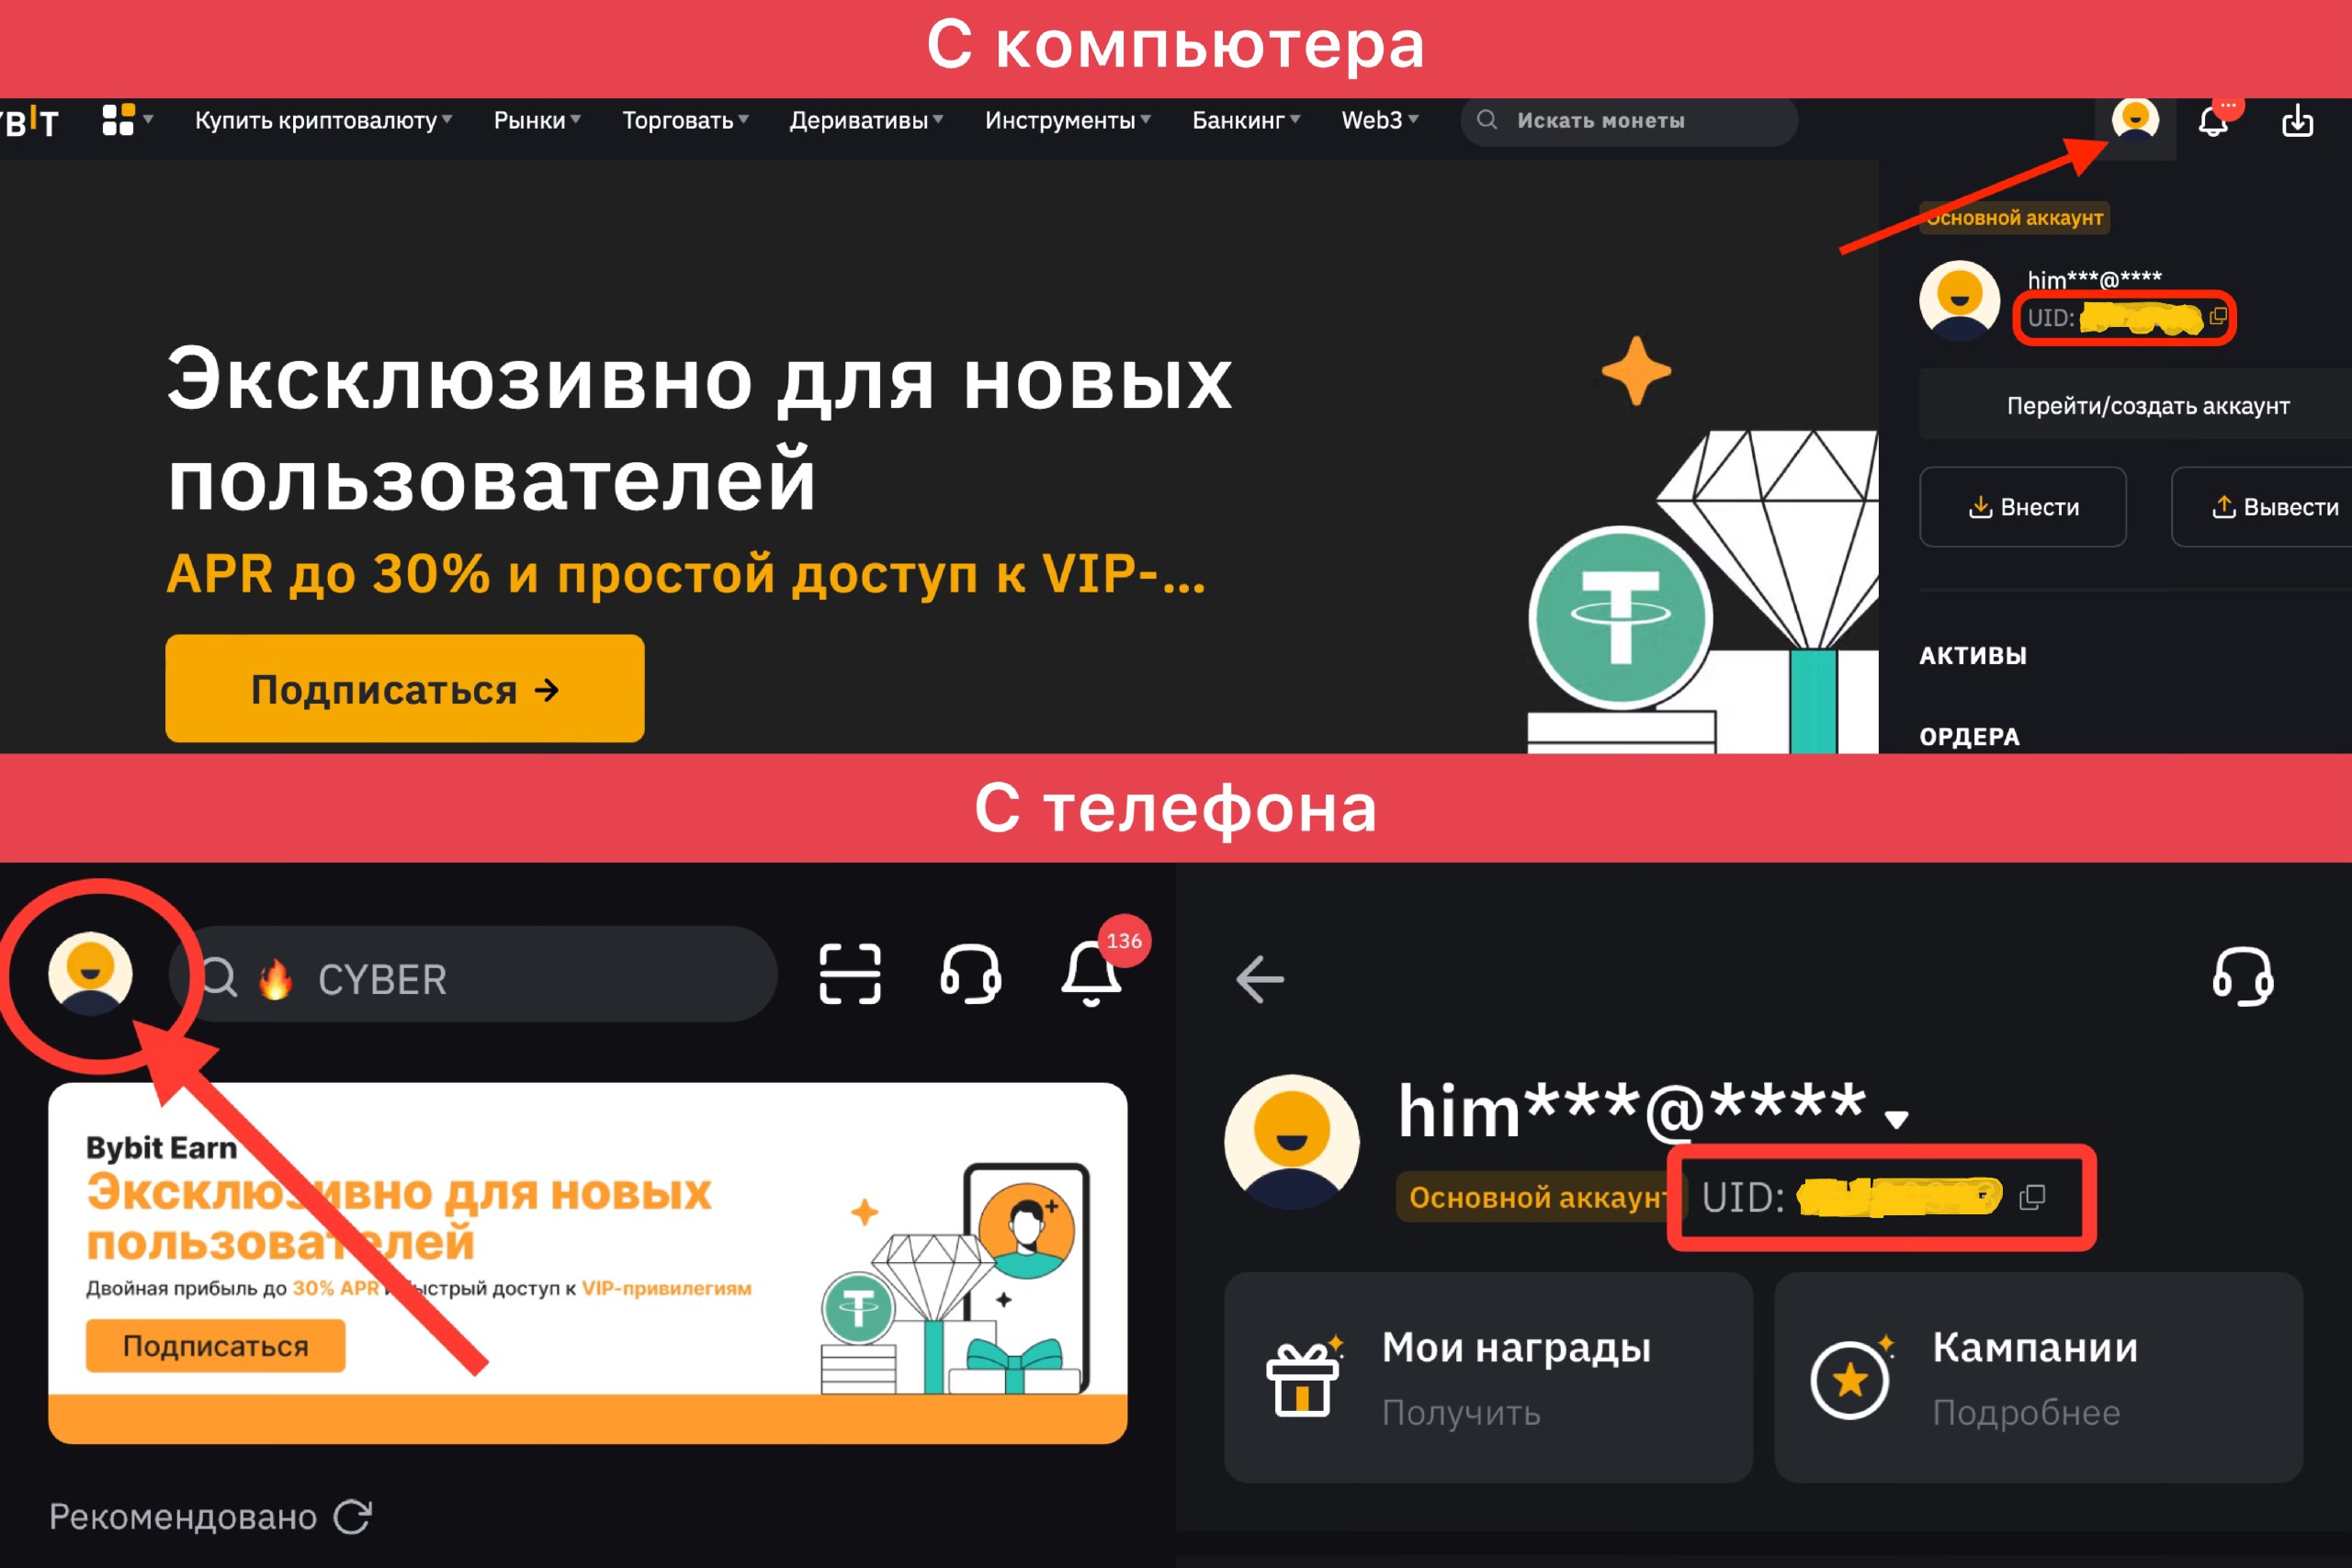 С компьютера
YBIT
Купить криптовалюту Рынки Торговать Деривативы Инструменты Банкинг Web3 Искать монеты
Основной аккаунт
him***@****
UID:
Перейти/создать аккаунт
Внести Вывести
АКТИВЫ
ОРДЕРА
Эксклюзивно для новых
пользователей
APR до 30% и простой доступ к VIP-...
Подписаться →
С телефона
CYBER
136
Bybit Earn
Эксклюзивно для новых
пользователей
Двойная прибыль до 30% APR и быстрый доступ к VIP-привилегиям
Подписаться
Рекомендовано
him***@****
Основной аккаунт UID:
Мои награды
Получить
Кампании
Подробнее